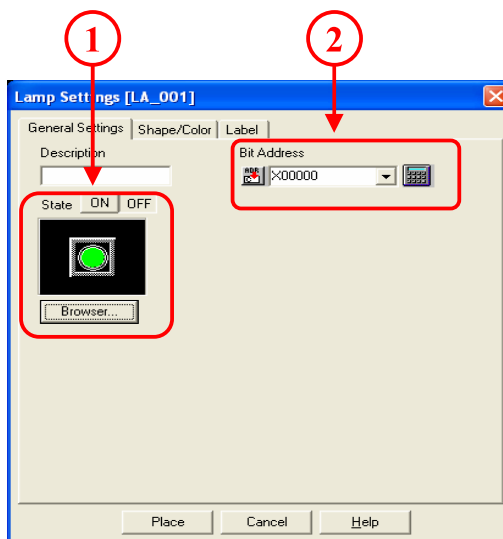 1 2
Lamp Settings [LA_001]
General Settings Shape/Color Label
Description Bit Address
X00000
State ON OFF
Browser...
Place Cancel Help